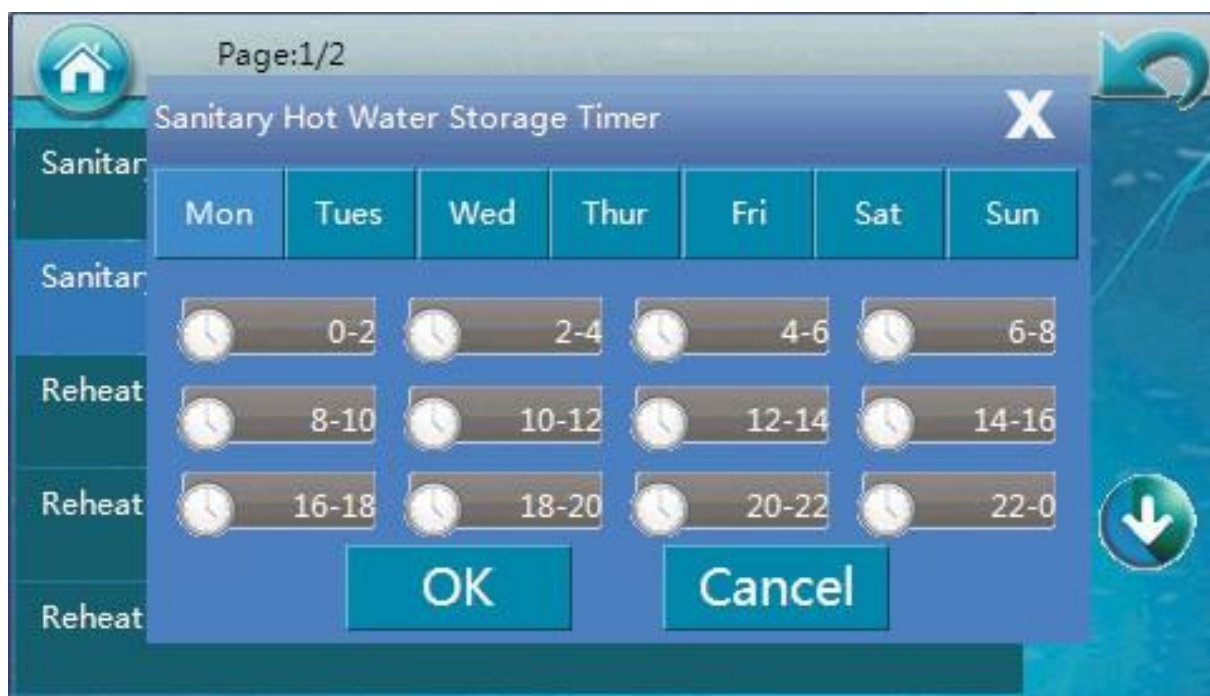 Page:1/2
Sanitary Hot Water Storage Timer X
Mon Tues Wed Thur Fri Sat Sun
0-2 2-4 4-6 6-8
8-10 10-12 12-14 14-16
16-18 18-20 20-22 22-0
OK Cancel
Reheat
Reheat
Reheat